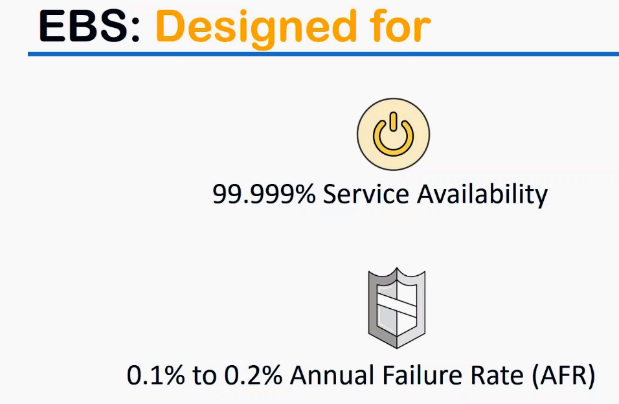 EBS: Designed for
99.999% Service Availability
0.1% to 0.2% Annual Failure Rate (AFR)